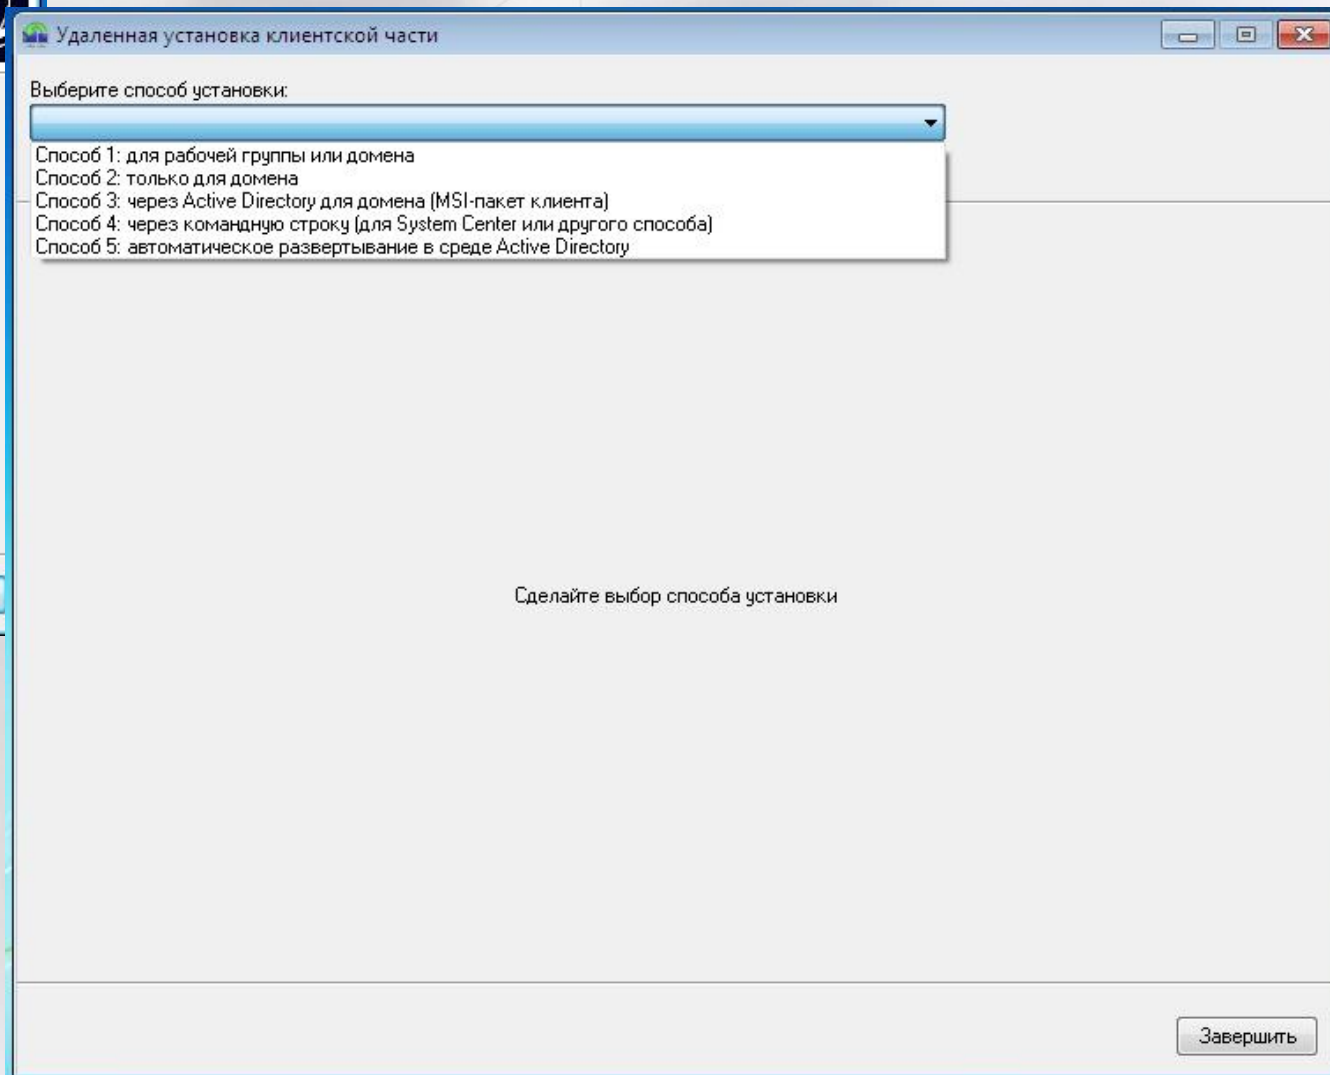 Удаленная установка клиентской части
Выберите способ установки:
Способ 1: для рабочей группы или домена
Способ 2: только для домена
Способ 3: через Active Directory для домена (MSI-пакет клиента)
Способ 4: через командную строку (для System Center или другого способа)
Способ 5: автоматическое развертывание в среде Active Directory
Сделайте выбор способа установки
Завершить